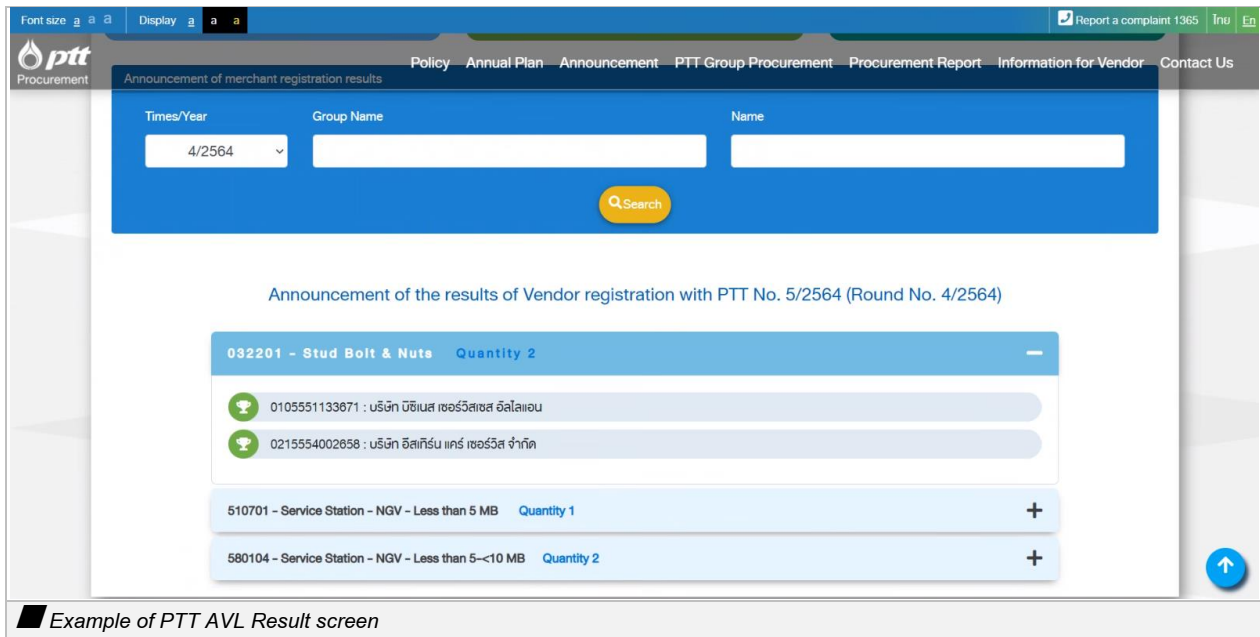 Font size a a a Display a a a Report a complaint 1365 ไทย En
ptt
Procurement
Policy Annual Plan Announcement PTT Group Procurement Procurement Report Information for Vendor Contact Us
Announcement of merchant registration results
Times/Year Group Name Name
4/2564
Search
Announcement of the results of Vendor registration with PTT No. 5/2564 (Round No. 4/2564)
032201 - Stud Bolt & Nuts Quantity 2
0105551133671 : บริษัท บิซิเนส เซอร์วิสเซส อัลไลแอน
0215554002658 : บริษัท อีสเทิร์น แคร์ เซอร์วิส จำกัด
510701 - Service Station - NGV - Less than 5 MB Quantity 1
580104 - Service Station - NGV - Less than 5-<10 MB Quantity 2
Example of PTT AVL Result screen